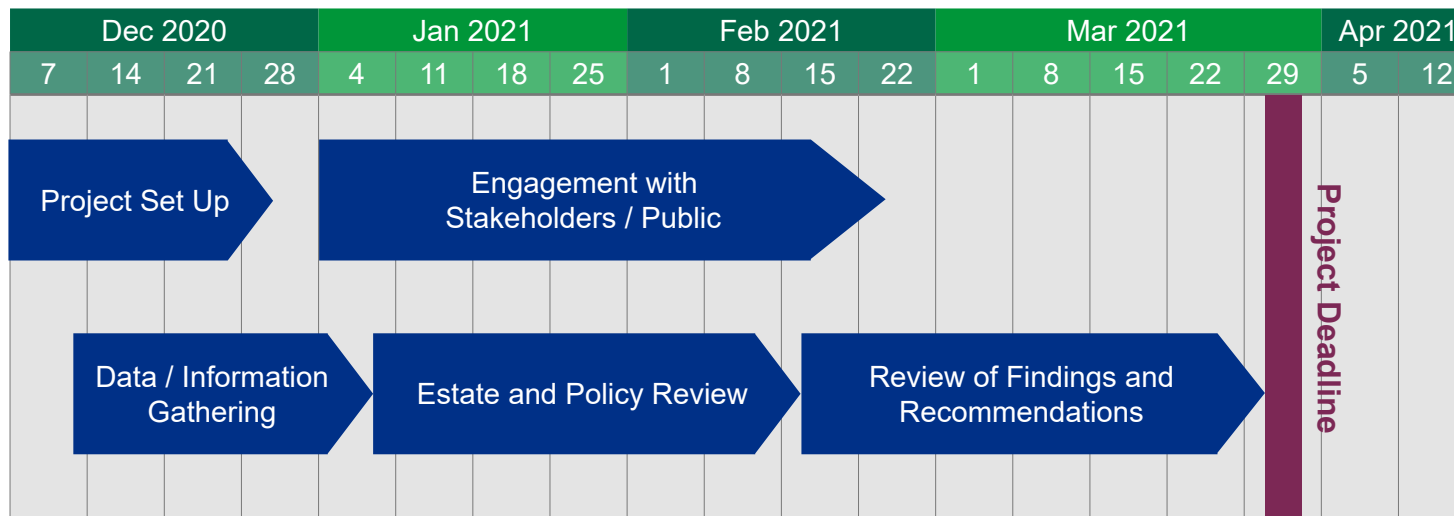 Dec 2020 Jan 2021 Feb 2021 Mar 2021 Apr 2021
7 14 21 28 4 11 18 25 1 8 15 22 1 8 15 22 29 5 12
Project Set Up
Engagement with
Stakeholders / Public
Data / Information
Gathering
Estate and Policy Review
Review of Findings and
Recommendations
Project Deadline